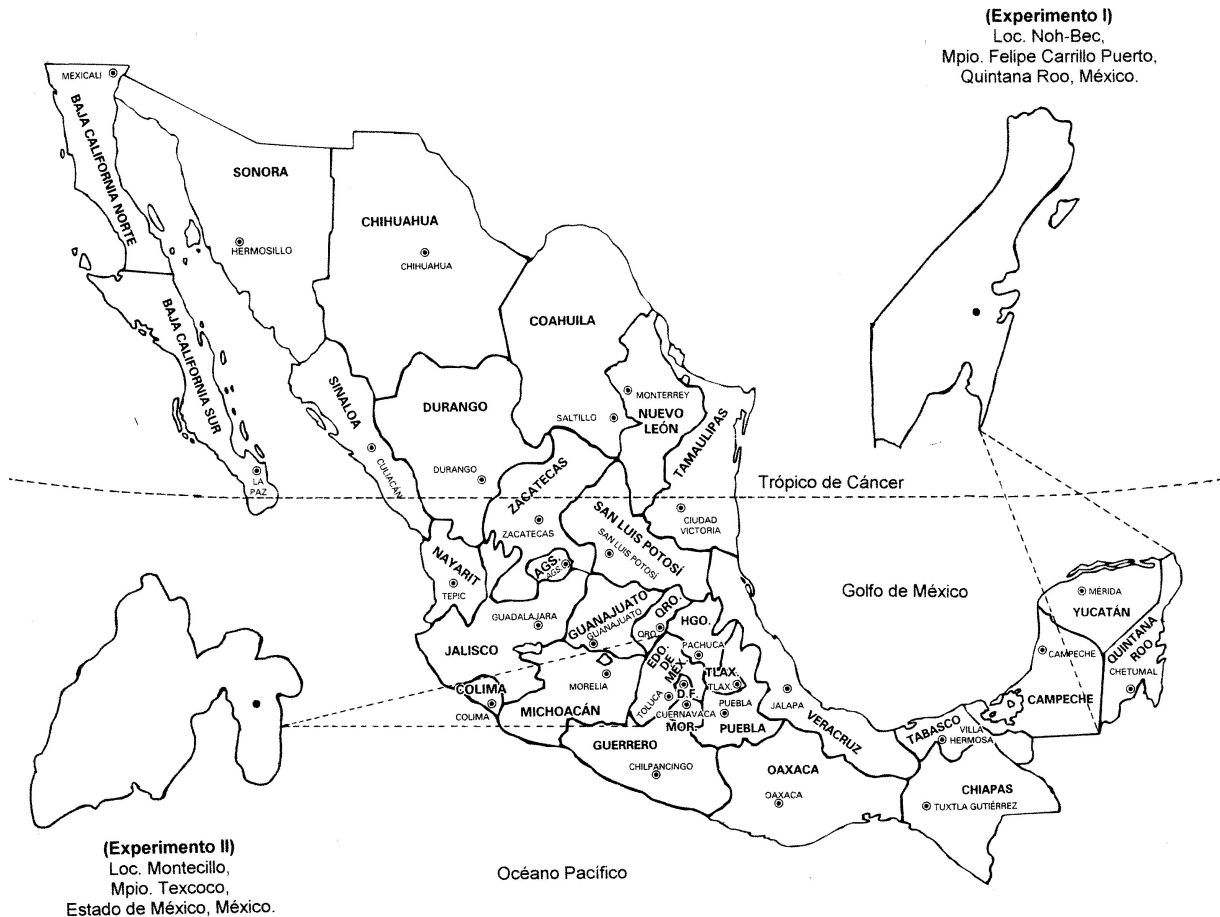 (Experimento I)
Loc. Noh-Bec,
Mpio. Felipe Carrillo Puerto,
Quintana Roo, México.
MEXICALI
BAJA CALIFORNIA NORTE
SONORA
HERMOSILLO
CHIHUAHUA
CHIHUAHUA
BAJA CALIFORNIA SUR
LA
PAZ
COAHUILA
SALTILLO
SINALOA
CULIACÁN
DURANGO
DURANGO
MONTERREY
NUEVO
LEÓN
TAMAULIPAS
CIUDAD
VICTORIA
Trópico de Cáncer
ZACATECAS
ZACATECAS
SAN LUIS POTOSÍ
SAN LUIS POTOSÍ
NAYARIT
TEPIC
AGS.
AGS.
Golfo de México
GUADALAJARA
JALISCO
GUANAJUATO
GUANAJUATO
QRO.
QRO.
HGO.
PACHUCA
COLIMA
COLIMA
MORELIA
MICHOACÁN
EDO. DE
MÉX.
TOLUCA
D.F.
CUERNAVACA
MOR.
TLAX.
TLAX.
PUEBLA
PUEBLA
JALAPA
VERACRUZ
GUERRERO
CHILPANCINGO
OAXACA
OAXACA
TABASCO
VILLA
HERMOSA
CHIAPAS
TUXTLA GUTIÉRREZ
MÉRIDA
YUCATÁN
CAMPECHE
CAMPECHE
QUINTANA
ROO
CHETUMAL
(Experimento II)
Loc. Montecillo,
Mpio. Texcoco,
Estado de México, México.
Océano Pacífico